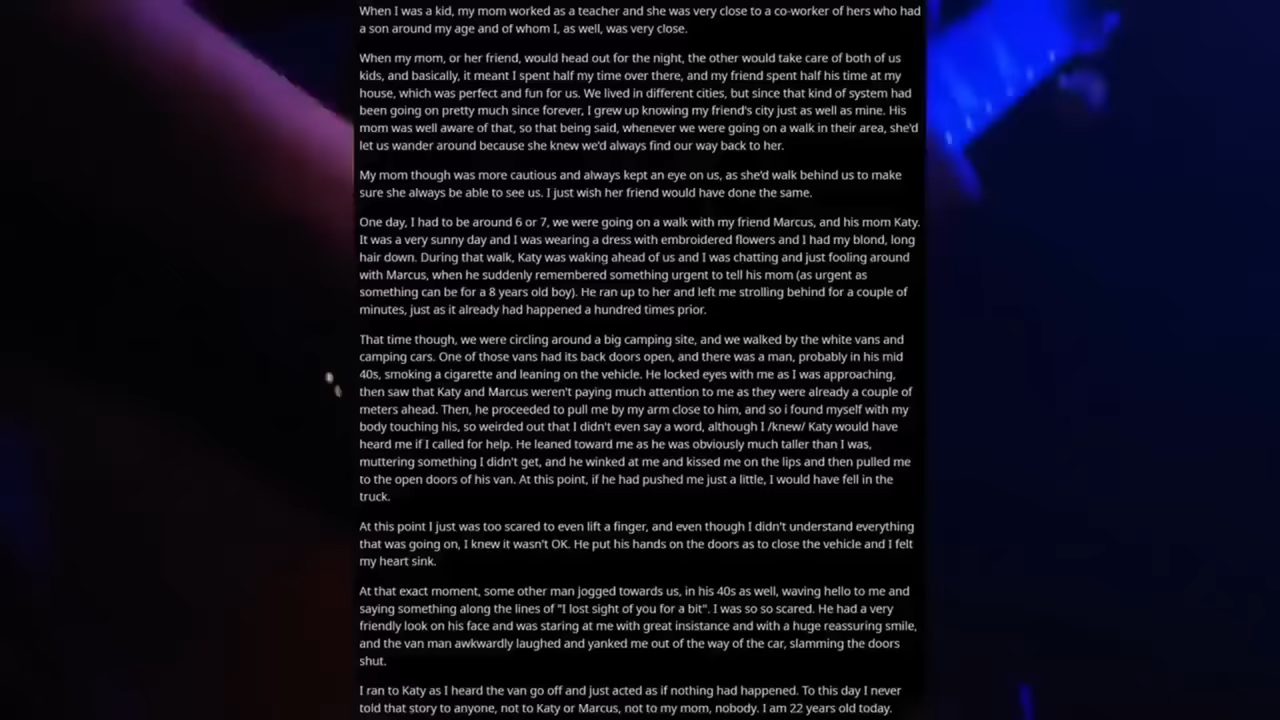 When I was a kid, my mom worked as a teacher and she was very close to a co-worker of hers who had
a son around my age and of whom I, as well, was very close.
When my mom, or her friend, would head out for the night, the other would take care of both of us
kids, and basically, it meant I spent half my time over there, and my friend spent half his time at my
house, which was perfect and fun for us. We lived in different cities, but since that kind of system had
been going on pretty much since forever, I grew up knowing my friend's city just as well as mine. His
mom was well aware of that, so that being said, whenever we were going on a walk in their area, she'd
let us wander around because she knew we'd always find our way back to her.
My mom though was more cautious and always kept an eye on us, as she'd walk behind us to make
sure she always be able to see us. I just wish her friend would have done the same.
One day, I had to be around 6 or 7, we were going on a walk with my friend Marcus, and his mom Katy.
It was a very sunny day and I was wearing a dress with embroidered flowers and I had my blond, long
hair down. During that walk, Katy was waking ahead of us and I was chatting and just fooling around
with Marcus, when he suddenly remembered something urgent to tell his mom (as urgent as
something can be for a 8 years old boy). He ran up to her and left me strolling behind for a couple of
minutes, just as it already had happened a hundred times prior.
That time though, we were circling around a big camping site, and we walked by the white vans and
camping cars. One of those vans had its back doors open, and there was a man, probably in his mid
40s, smoking a cigarette and leaning on the vehicle. He locked eyes with me as I was approaching,
then saw that Katy and Marcus weren't paying much attention to me as they were already a couple of
meters ahead. Then, he proceeded to pull me by my arm close to him, and so i found myself with my
body touching his, so weirded out that I didn't even say a word, although I /knew/ Katy would have
heard me if I called for help. He leaned toward me as he was obviously much taller than I was,
muttering something I didn't get, and he winked at me and kissed me on the lips and then pulled me
to the open doors of his van. At this point, if he had pushed me just a little, I would have fell in the
truck.
At this point I just was too scared to even lift a finger, and even though I didn't understand everything
that was going on, I knew it wasn't OK. He put his hands on the doors as to close the vehicle and I felt
my heart sink.
At that exact moment, some other man jogged towards us, in his 40s as well, waving hello to me and
saying something along the lines of "I lost sight of you for a bit". I was so so scared. He had a very
friendly look on his face and was staring at me with great insistance and with a huge reassuring smile,
and the van man awkwardly laughed and yanked me out of the way of the car, slamming the doors
shut.
I ran to Katy as I heard the van go off and just acted as if nothing had happened. To this day I never
told that story to anyone, not to Katy or Marcus, not to my mom, nobody. I am 22 years old today.